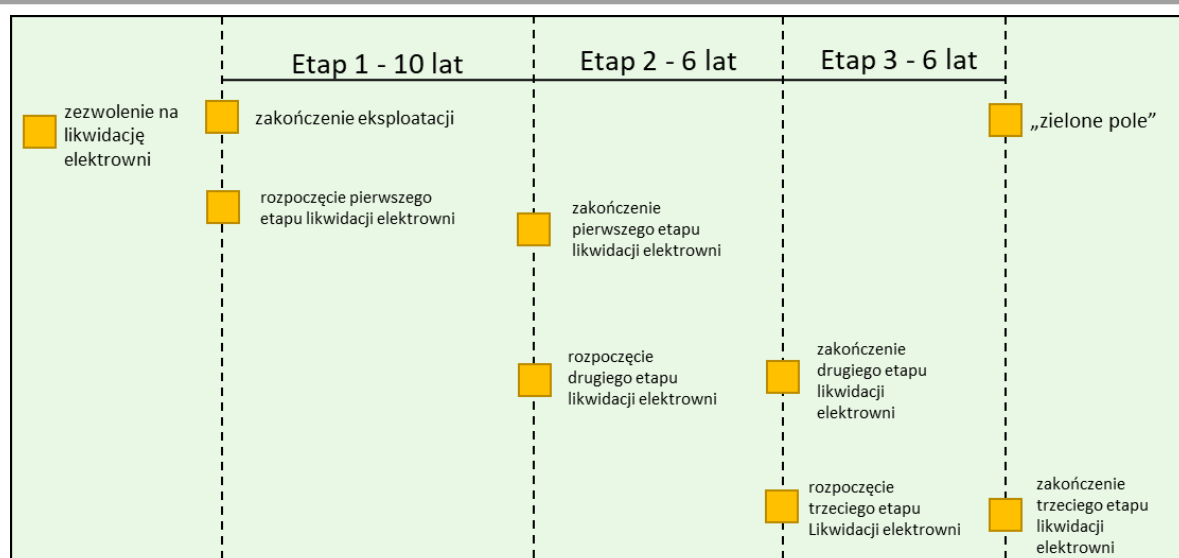 Etap 1 - 10 lat
Etap 2 - 6 lat
Etap 3 - 6 lat
zezwolenie na
likwidację
elektrowni
zakończenie eksploatacji
„zielone pole”
rozpoczęcie pierwszego
etapu likwidacji elektrowni
zakończenie
pierwszego etapu
likwidacji elektrowni
rozpoczęcie
drugiego etapu
likwidacji elektrowni
zakończenie
drugiego etapu
likwidacji
elektrowni
rozpoczęcie
trzeciego etapu
Likwidacji elektrowni
zakończenie
trzeciego etapu
likwidacji
elektrowni